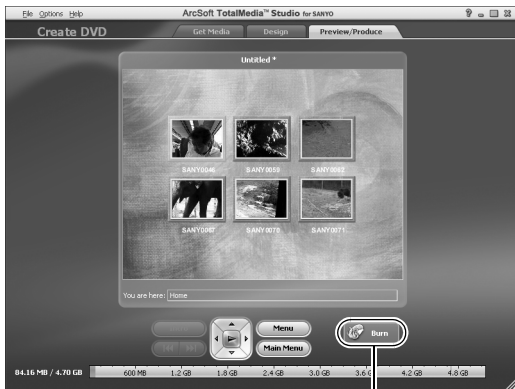 File Options Help
ArcSoft TotalMedia™ Studio for SANYO
Create DVD
Get Media
Design
Preview/Produce
Untitled *
SANY0046 SANY0059 SANY0062
SANY0067 SANY0070 SANY0071
You are here: Home
Menu
Main Menu
Burn
84.16 MB / 4.70 GB 600 MB 1.2 GB 1.8 GB 2.4 GB 3.0 GB 3.6 GB 4.2 GB 4.8 GB